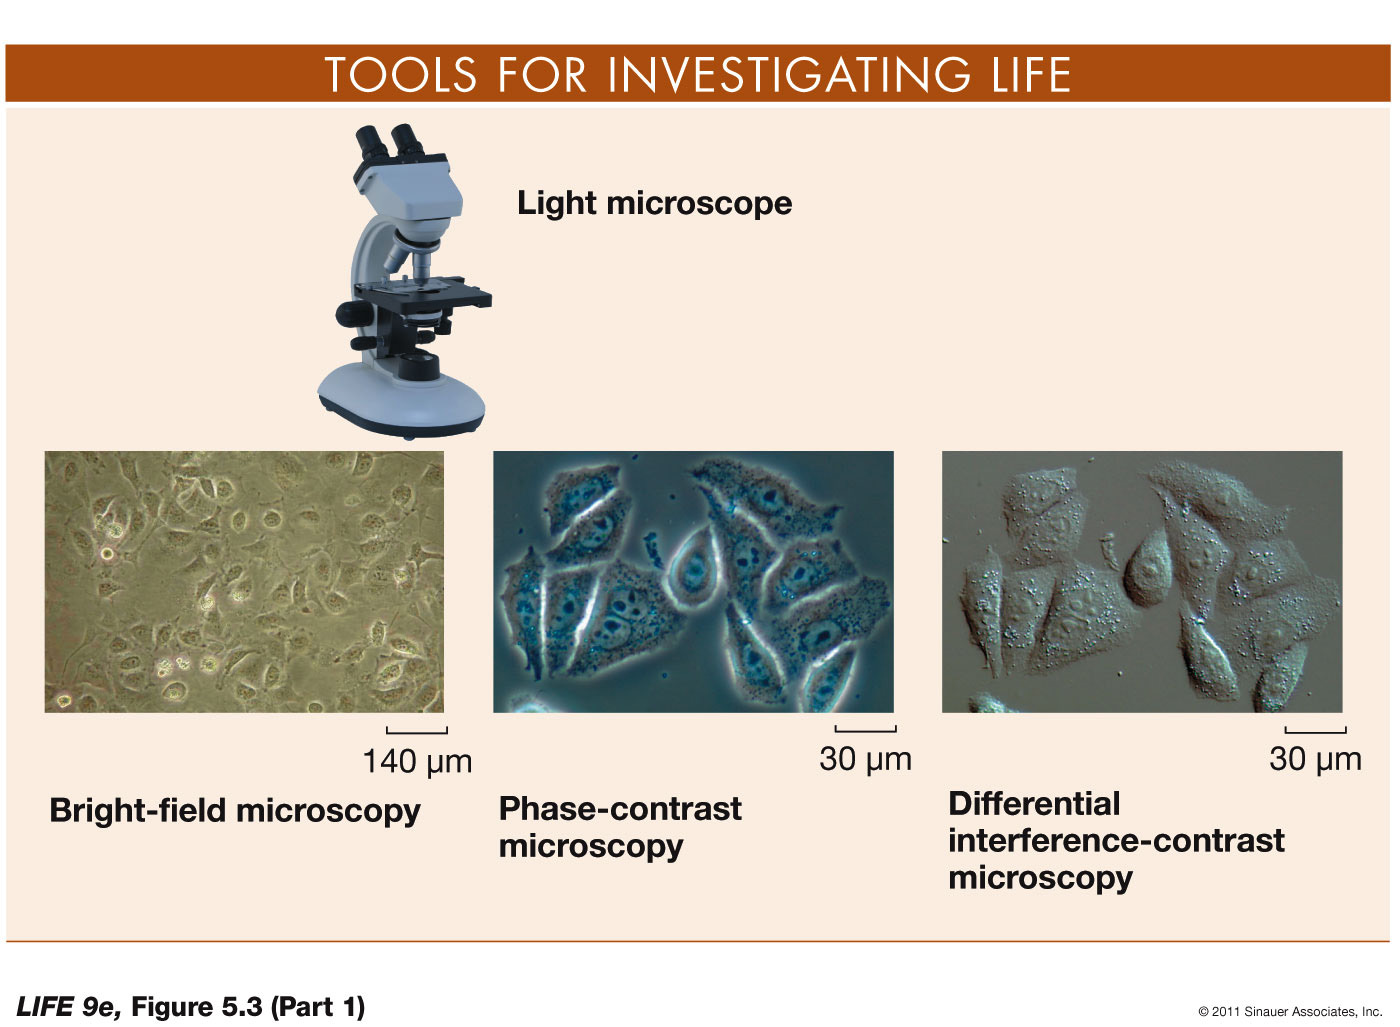 TOOLS FOR INVESTIGATING LIFE
Light microscope
140 µm
Bright-field microscopy
30 µm
Phase-contrast
microscopy
30 µm
Differential
interference-contrast
microscopy
LIFE 9e, Figure 5.3 (Part 1)
© 2011 Sinauer Associates, Inc.